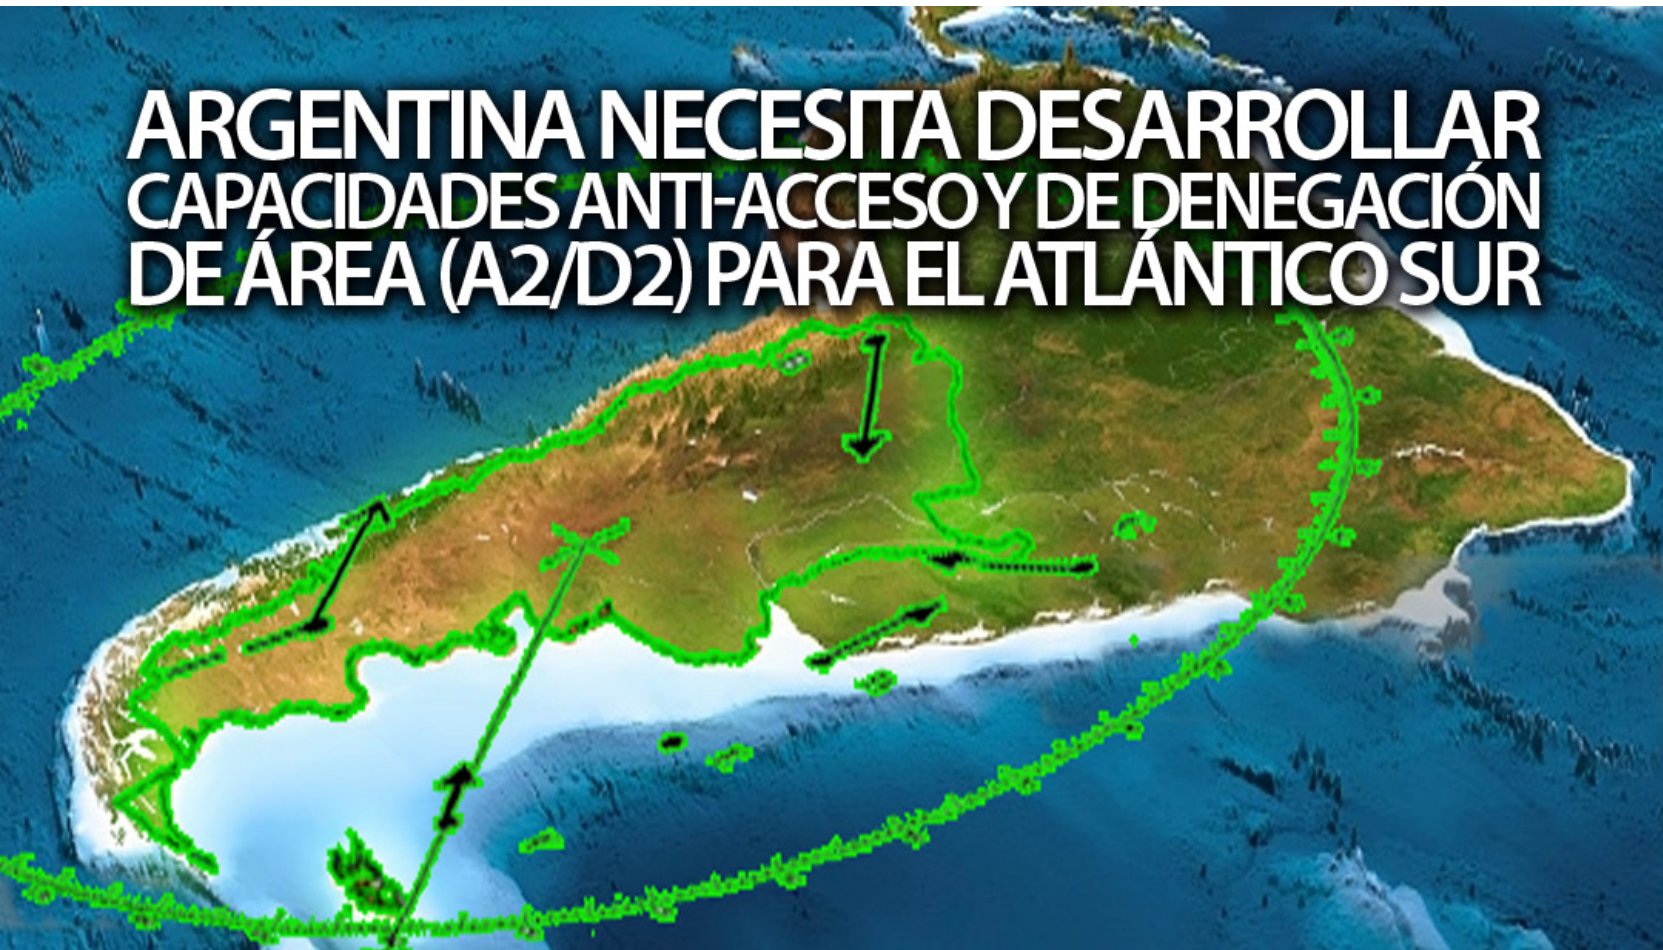 ARGENTINA NECESITA DESARROLLAR
CAPACIDADES ANTI-ACCESO Y DE DENEGACIÓN
DE ÁREA (A2/D2) PARA EL ATLÁNTICO SUR